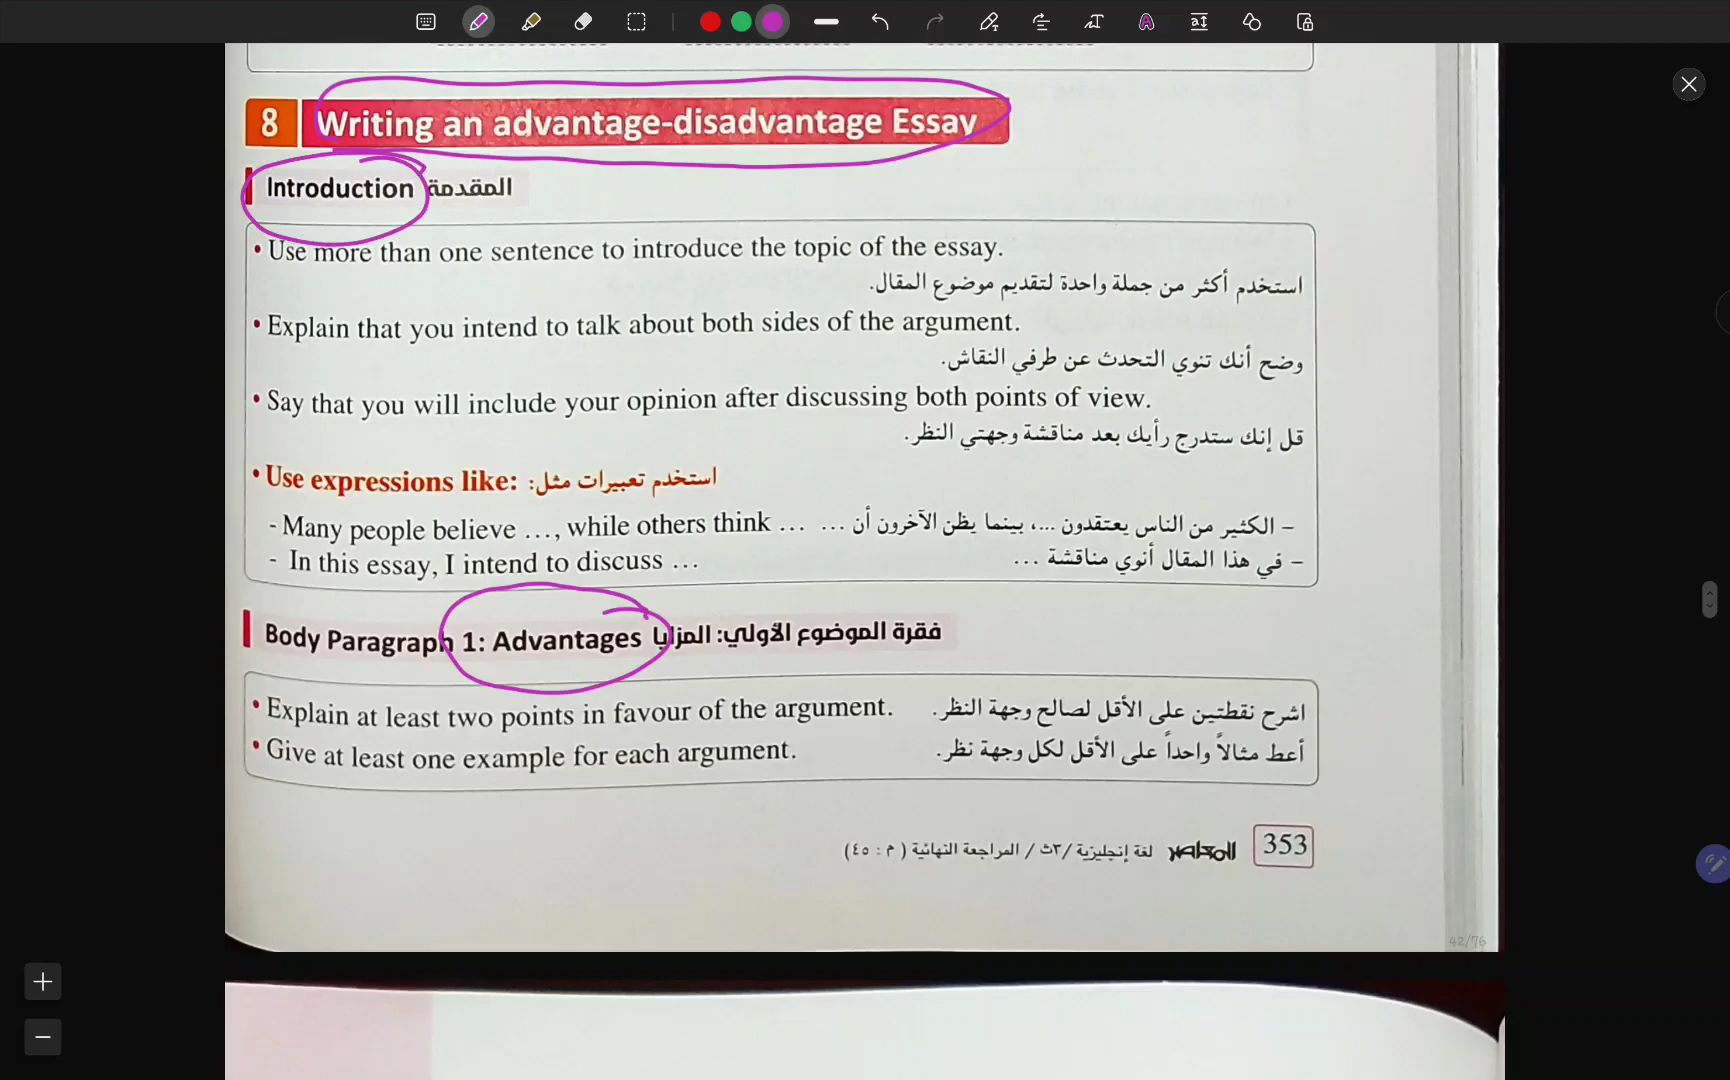 8 Writing an advantage-disadvantage Essay
Introduction المقدمة
• Use more than one sentence to introduce the topic of the essay.
استخدم أكثر من جملة واحدة لتقديم موضوع المقال.
• Explain that you intend to talk about both sides of the argument.
وضح أنك تنوي التحدث عن طرفي النقاش.
• Say that you will include your opinion after discussing both points of view.
قل إنك ستدرج رأيك بعد مناقشة وجهتي النظر.
• Use expressions like: استخدم تعبيرات مثل:
- Many people believe …, while others think … – الكثير من الناس يعتقدون …، بينما يظن الآخرون أن …
- In this essay, I intend to discuss … – في هذا المقال أنوي مناقشة …
Body Paragraph 1: Advantages فقرة الموضوع الأولي: المزايا
• Explain at least two points in favour of the argument. اشرح نقطتين على الأقل لصالح وجهة النظر.
• Give at least one example for each argument. أعط مثالاً واحداً على الأقل لكل وجهة نظر.
353 المعاصر لغة إنجليزية /٣ث / المراجعة النهائية ( م : ٤٥)
42/76